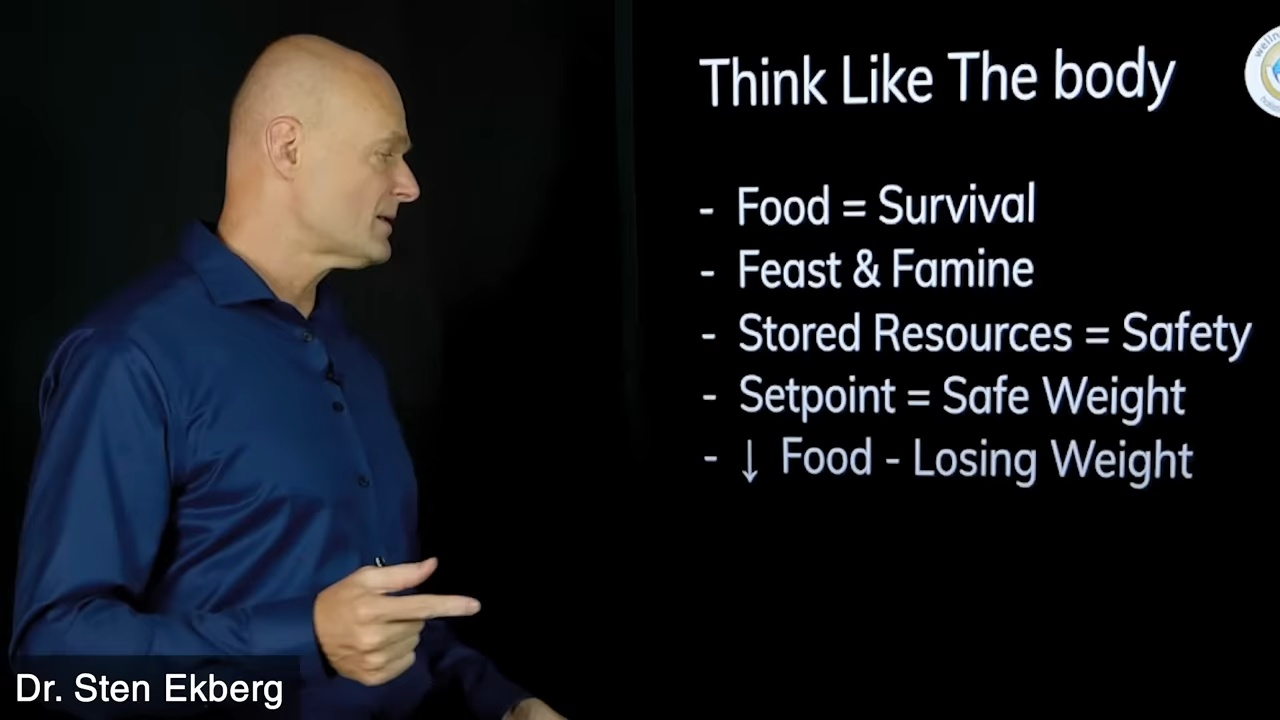 Think Like The body
- Food = Survival
- Feast & Famine
- Stored Resources = Safety
- Setpoint = Safe Weight
- ↓ Food - Losing Weight
Dr. Sten Ekberg